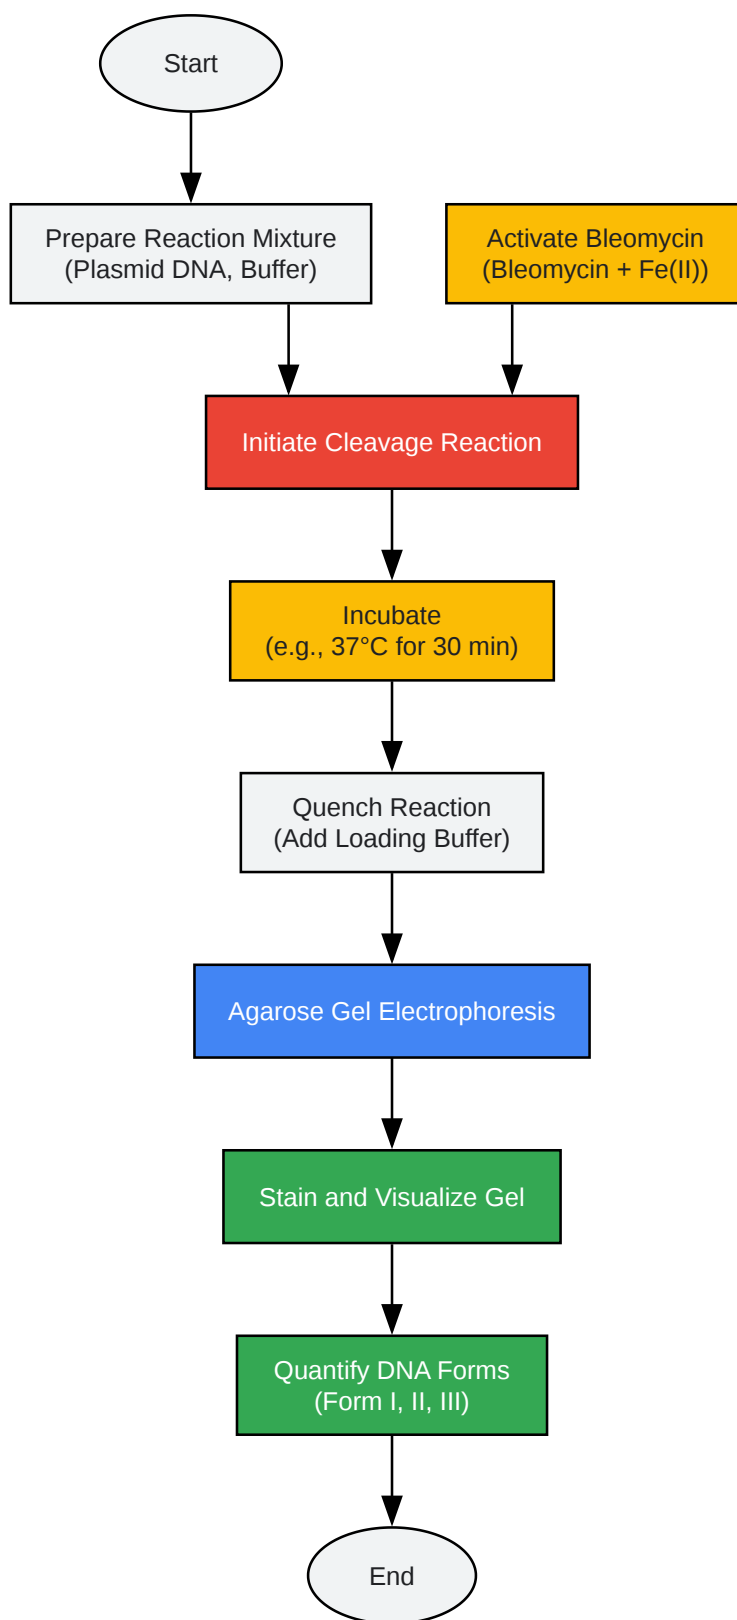 Start
Prepare Reaction Mixture
(Plasmid DNA, Buffer)
Activate Bleomycin
(Bleomycin + Fe(II))
Initiate Cleavage Reaction
Incubate
(e.g., 37°C for 30 min)
Quench Reaction
(Add Loading Buffer)
Agarose Gel Electrophoresis
Stain and Visualize Gel
Quantify DNA Forms
(Form I, II, III)
End